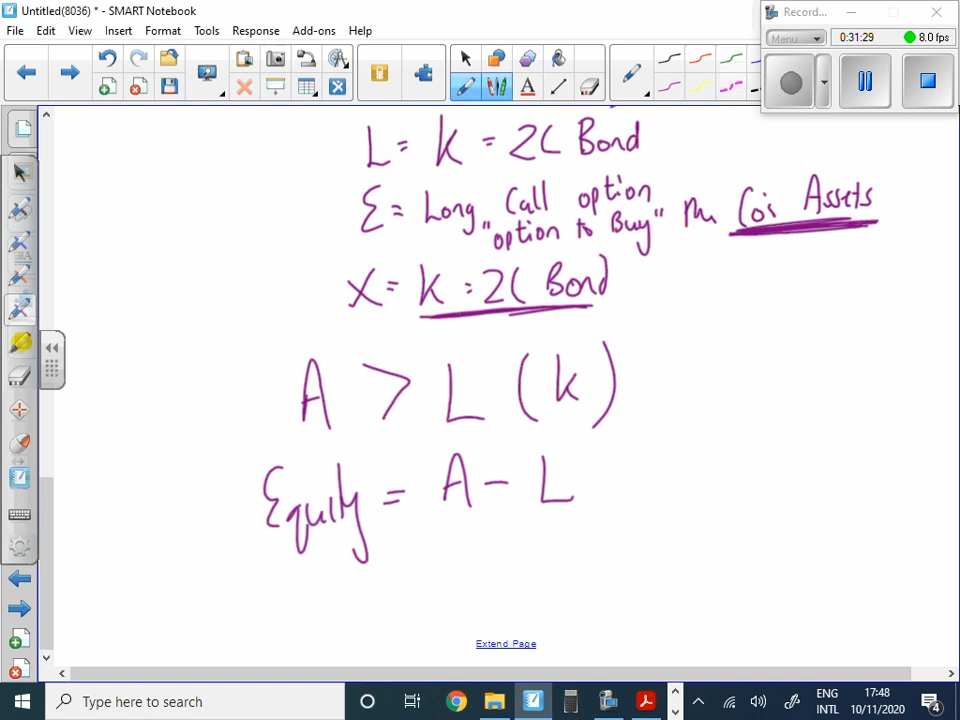 Untitled(8036) * - SMART Notebook
File Edit View Insert Format Tools Response Add-ons Help
Record...
Menu
0:31:29
8.0 fps
L = K = ZC Bond
E = Long Call option
"option to Buy" the Co's Assets
X = K = ZC Bond
A > L (K)
Equity = A - L
Extend Page
Type here to search
ENG
INTL
17:48
10/11/2020
4